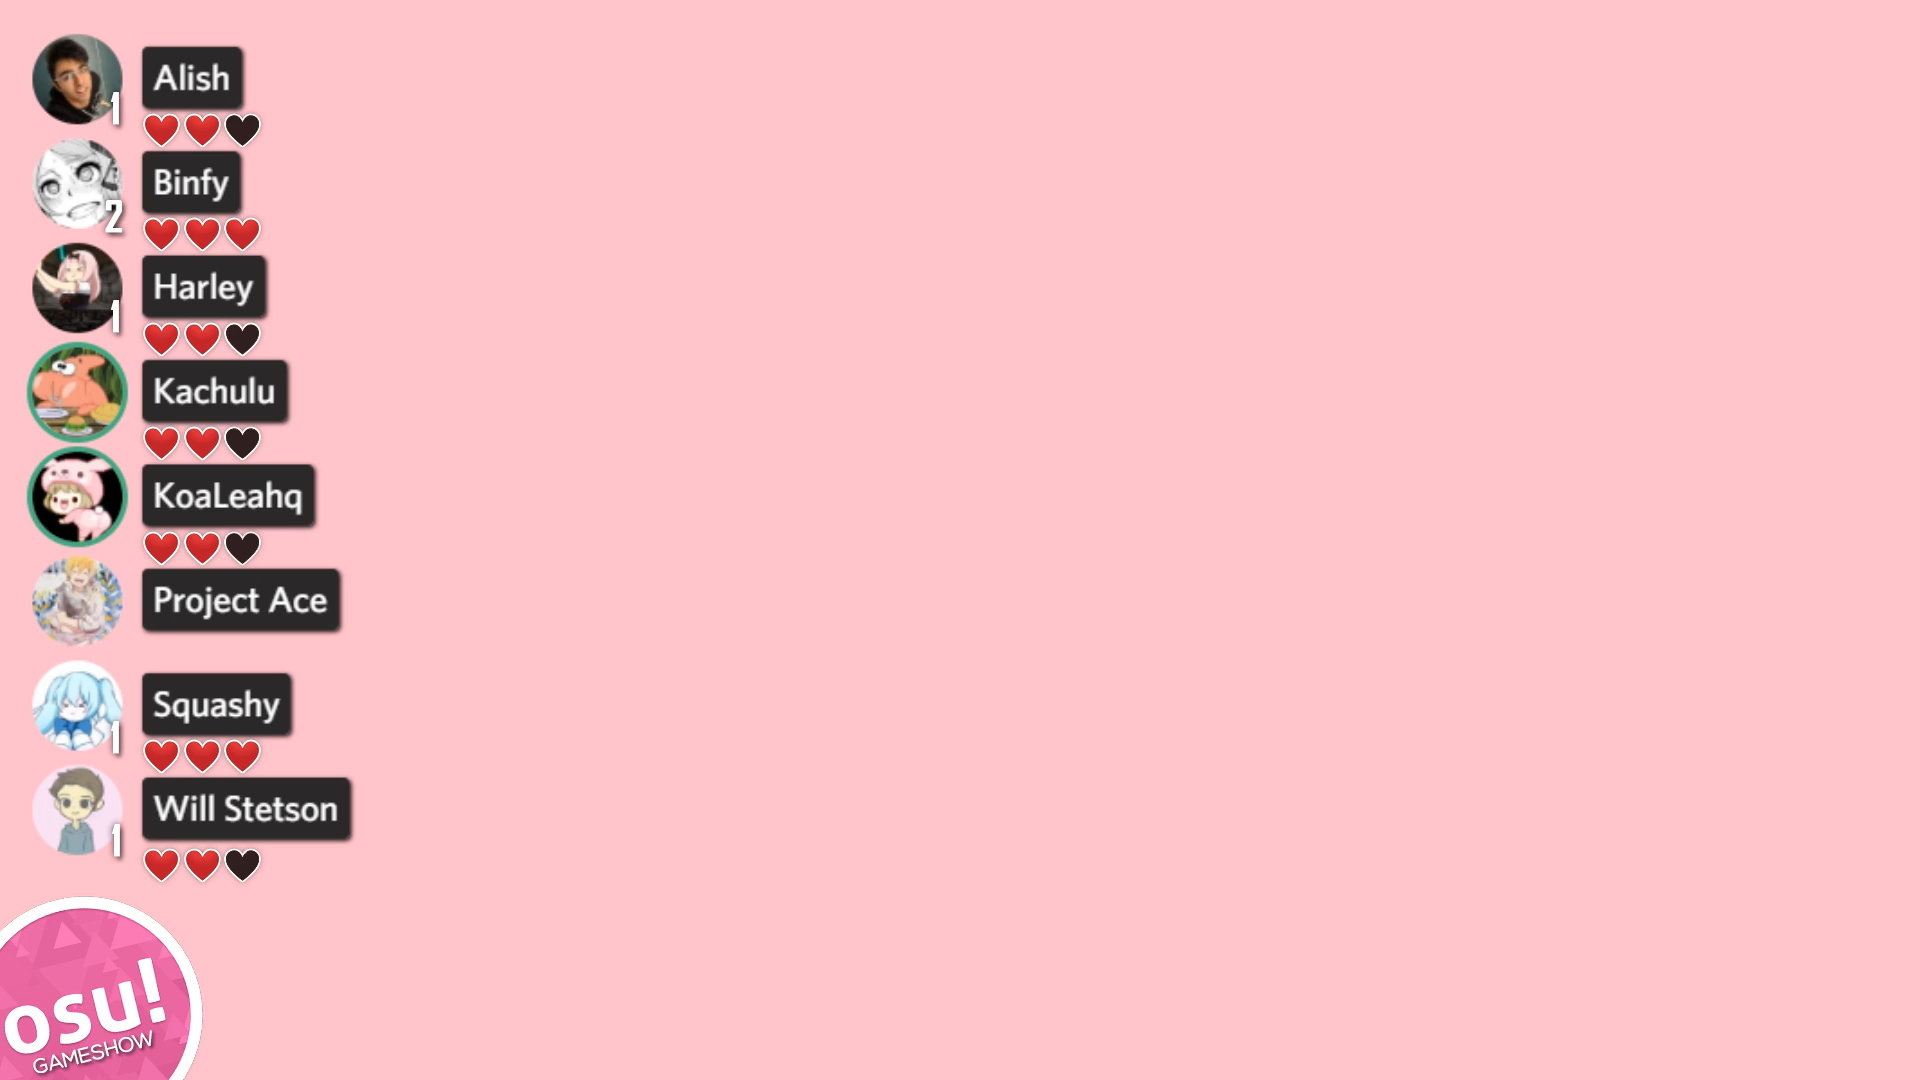 Alish
1
Binfy
2
Harley
1
Kachulu
KoaLeahq
Project Ace
Squashy
1
Will Stetson
1
osu!
GAMESHOW